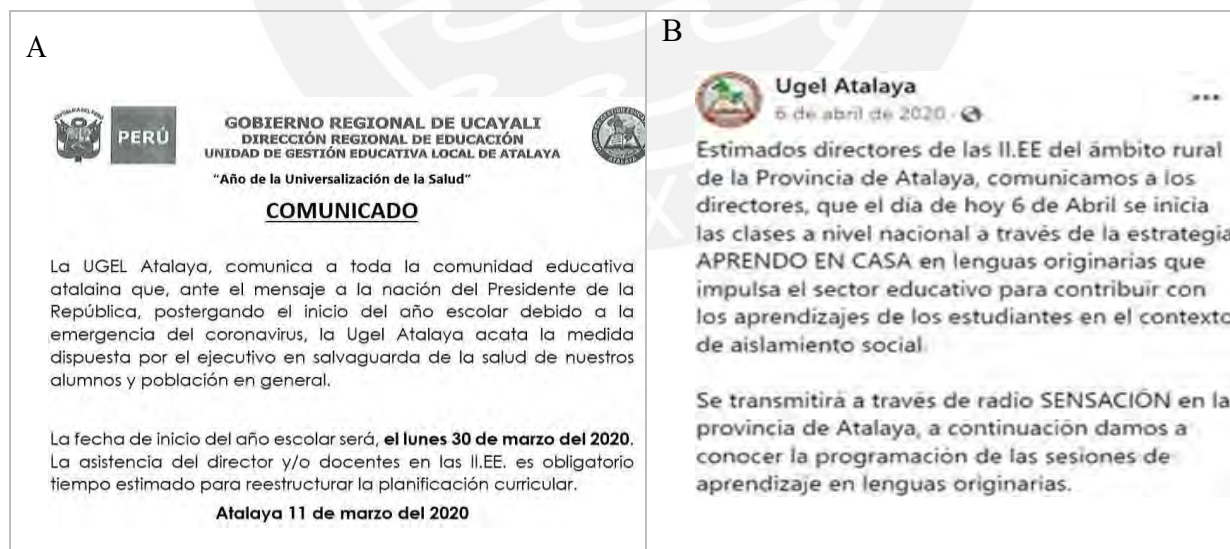 A
PERÚ
GOBIERNO REGIONAL DE UCAYALI
DIRECCIÓN REGIONAL DE EDUCACIÓN
UNIDAD DE GESTIÓN EDUCATIVA LOCAL DE ATALAYA
“Año de la Universalización de la Salud”
COMUNICADO
La UGEL Atalaya, comunica a toda la comunidad educativa
atalaina que, ante el mensaje a la nación del Presidente de la
República, postergando el inicio del año escolar debido a la
emergencia del coronavirus, la Ugel Atalaya acata la medida
dispuesta por el ejecutivo en salvaguarda de la salud de nuestros
alumnos y población en general.
La fecha de inicio del año escolar será, el lunes 30 de marzo del 2020.
La asistencia del director y/o docentes en las II.EE. es obligatorio
tiempo estimado para reestructurar la planificación curricular.
Atalaya 11 de marzo del 2020
B
Ugel Atalaya
6 de abril de 2020
Estimados directores de las II.EE del ámbito rural
de la Provincia de Atalaya, comunicamos a los
directores, que el día de hoy 6 de Abril se inicia
las clases a nivel nacional a través de la estrategia
APRENDO EN CASA en lenguas originarias que
impulsa el sector educativo para contribuir con
los aprendizajes de los estudiantes en el contexto
de aislamiento social.
Se transmitirá a través de radio SENSACIÓN en la
provincia de Atalaya, a continuación damos a
conocer la programación de las sesiones de
aprendizaje en lenguas originarias.